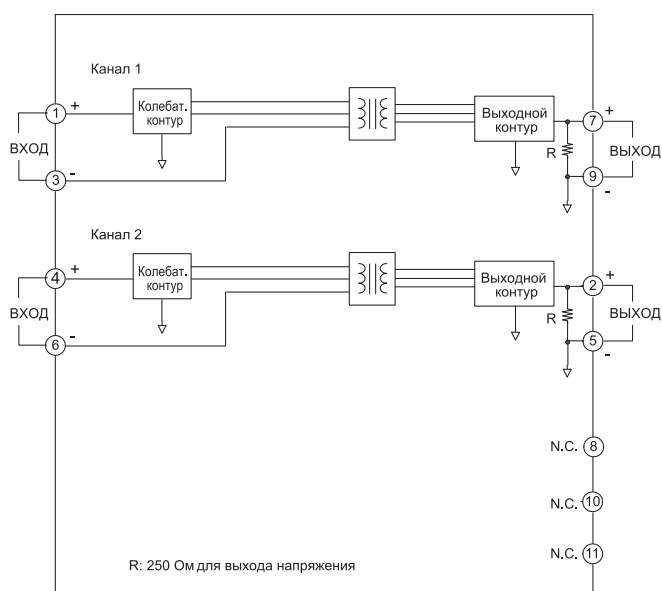 Канал 1
1
+
Колебат.
контур
Выходной
контур
+
7
ВХОД
R
ВЫХОД
3
-
9
-
Канал 2
4
+
Колебат.
контур
Выходной
контур
+
2
ВХОД
R
ВЫХОД
6
-
5
-
N.C. 8
N.C. 10
N.C. 11
R: 250 Ом для выхода напряжения